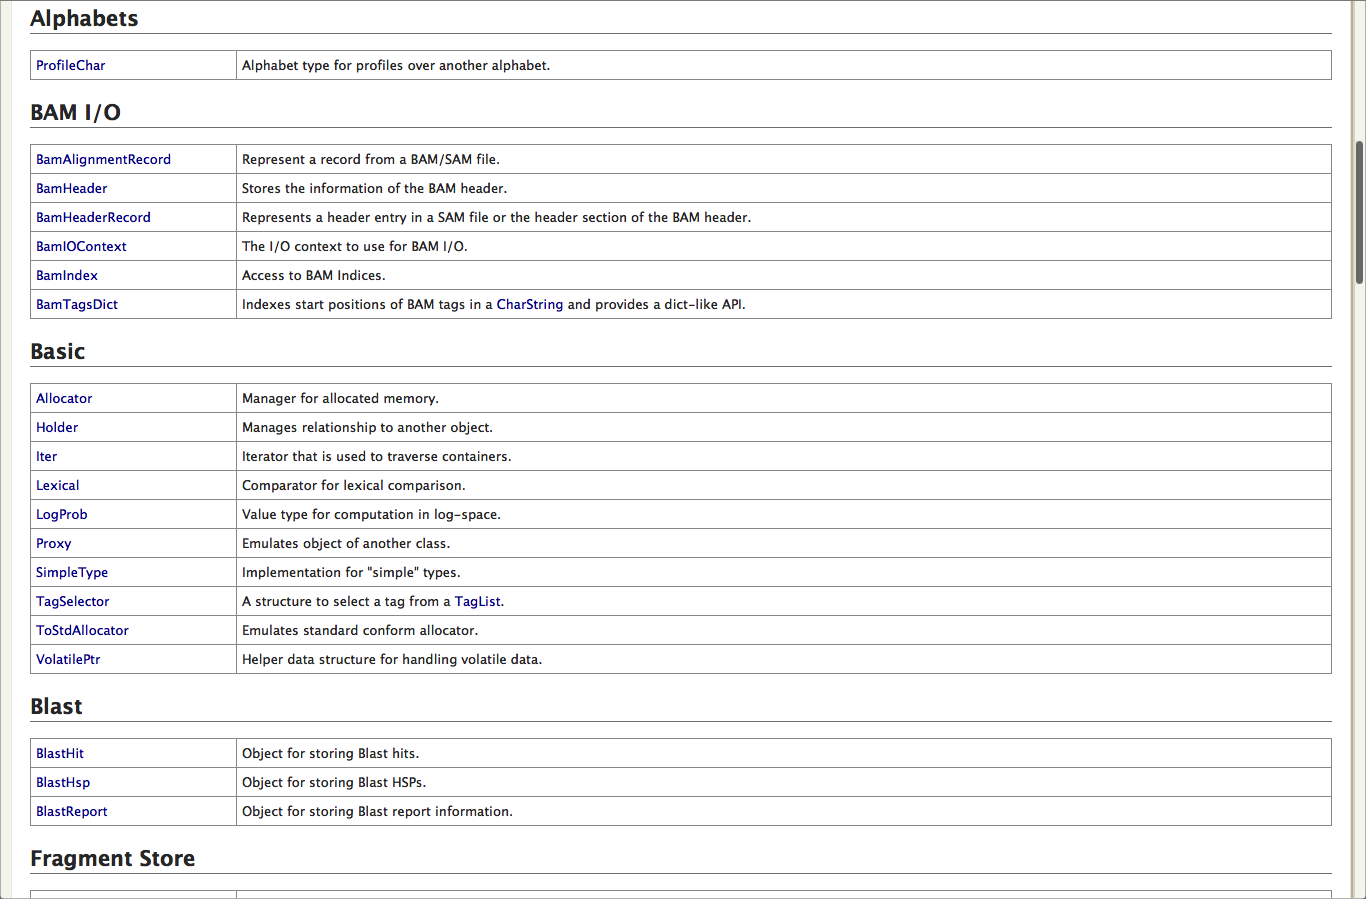 Alphabets
ProfileChar Alphabet type for profiles over another alphabet.
BAM I/O
BamAlignmentRecord Represent a record from a BAM/SAM file.
BamHeader Stores the information of the BAM header.
BamHeaderRecord Represents a header entry in a SAM file or the header section of the BAM header.
BamIOContext The I/O context to use for BAM I/O.
BamIndex Access to BAM Indices.
BamTagsDict Indexes start positions of BAM tags in a CharString and provides a dict-like API.
Basic
Allocator Manager for allocated memory.
Holder Manages relationship to another object.
Iter Iterator that is used to traverse containers.
Lexical Comparator for lexical comparison.
LogProb Value type for computation in log-space.
Proxy Emulates object of another class.
SimpleType Implementation for "simple" types.
TagSelector A structure to select a tag from a TagList.
ToStdAllocator Emulates standard conform allocator.
VolatilePtr Helper data structure for handling volatile data.
Blast
BlastHit Object for storing Blast hits.
BlastHsp Object for storing Blast HSPs.
BlastReport Object for storing Blast report information.
Fragment Store